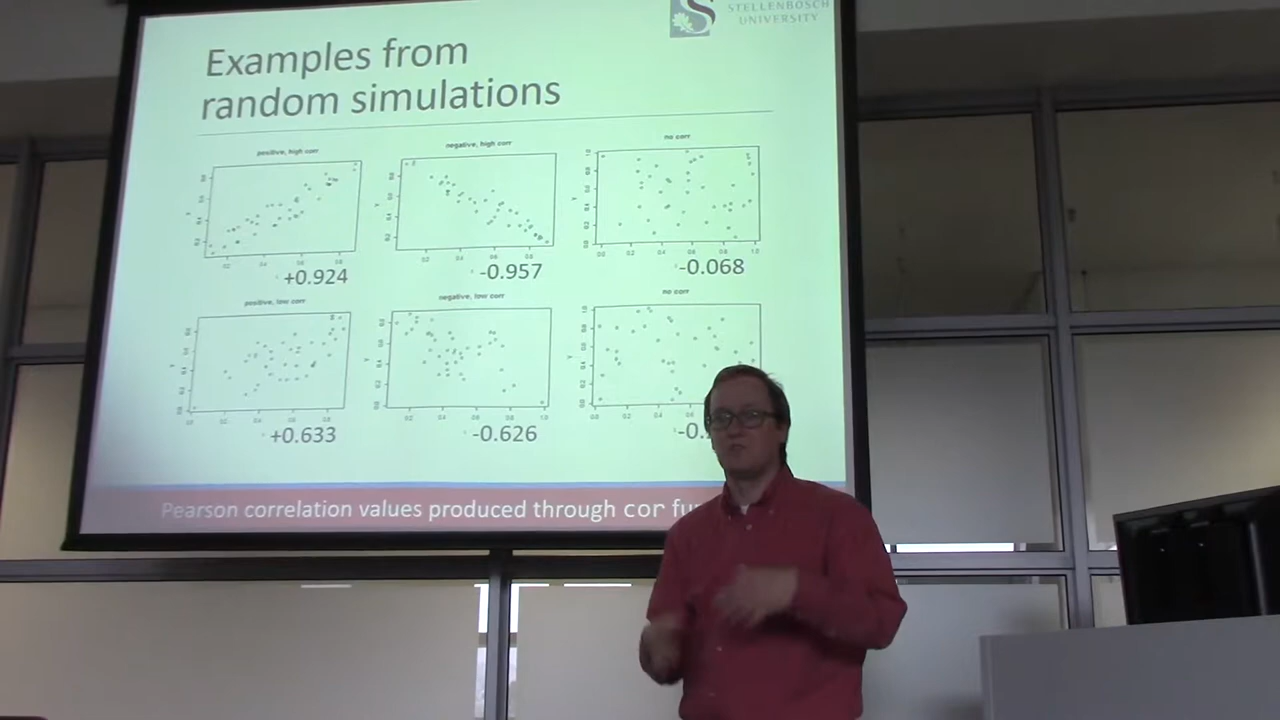 STELLENBOSCH
UNIVERSITY
Examples from
random simulations
positive, high corr
negative, high corr
no corr
+0.924
-0.957
-0.068
positive, low corr
negative, low corr
no corr
+0.633
-0.626
-0.
Pearson correlation values produced through cor fu